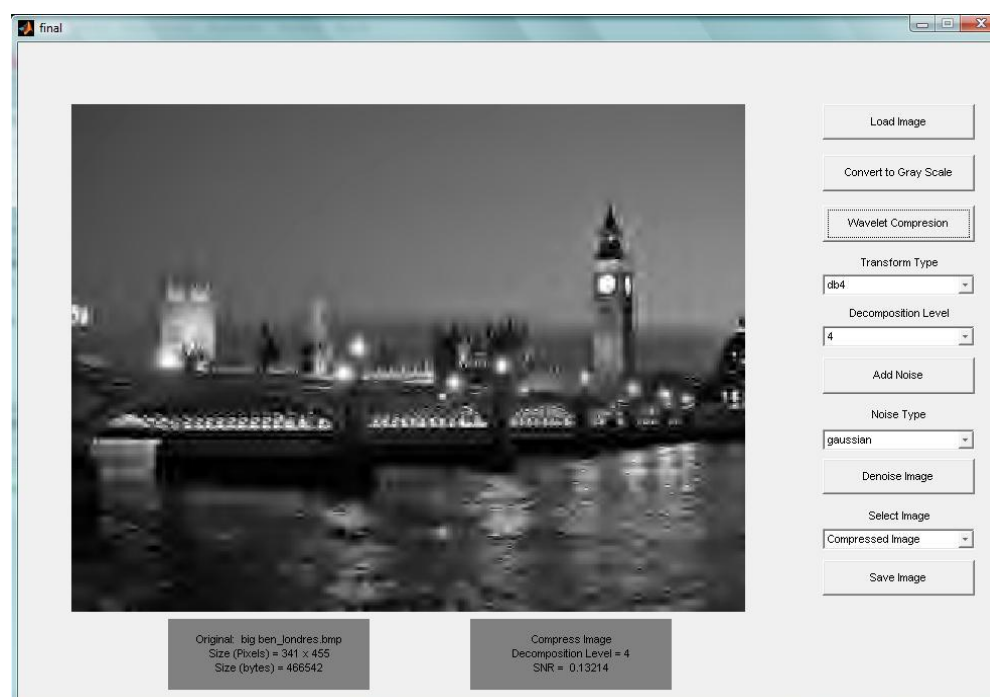 final
Load Image
Convert to Gray Scale
Wavelet Compresion
Transform Type
db4
Decomposition Level
4
Add Noise
Noise Type
gaussian
Denoise Image
Select Image
Compressed Image
Save Image
Original: big ben_londres.bmp
Size (Pixels) = 341 x 455
Size (bytes) = 466542
Compress Image
Decomposition Level = 4
SNR = 0.13214